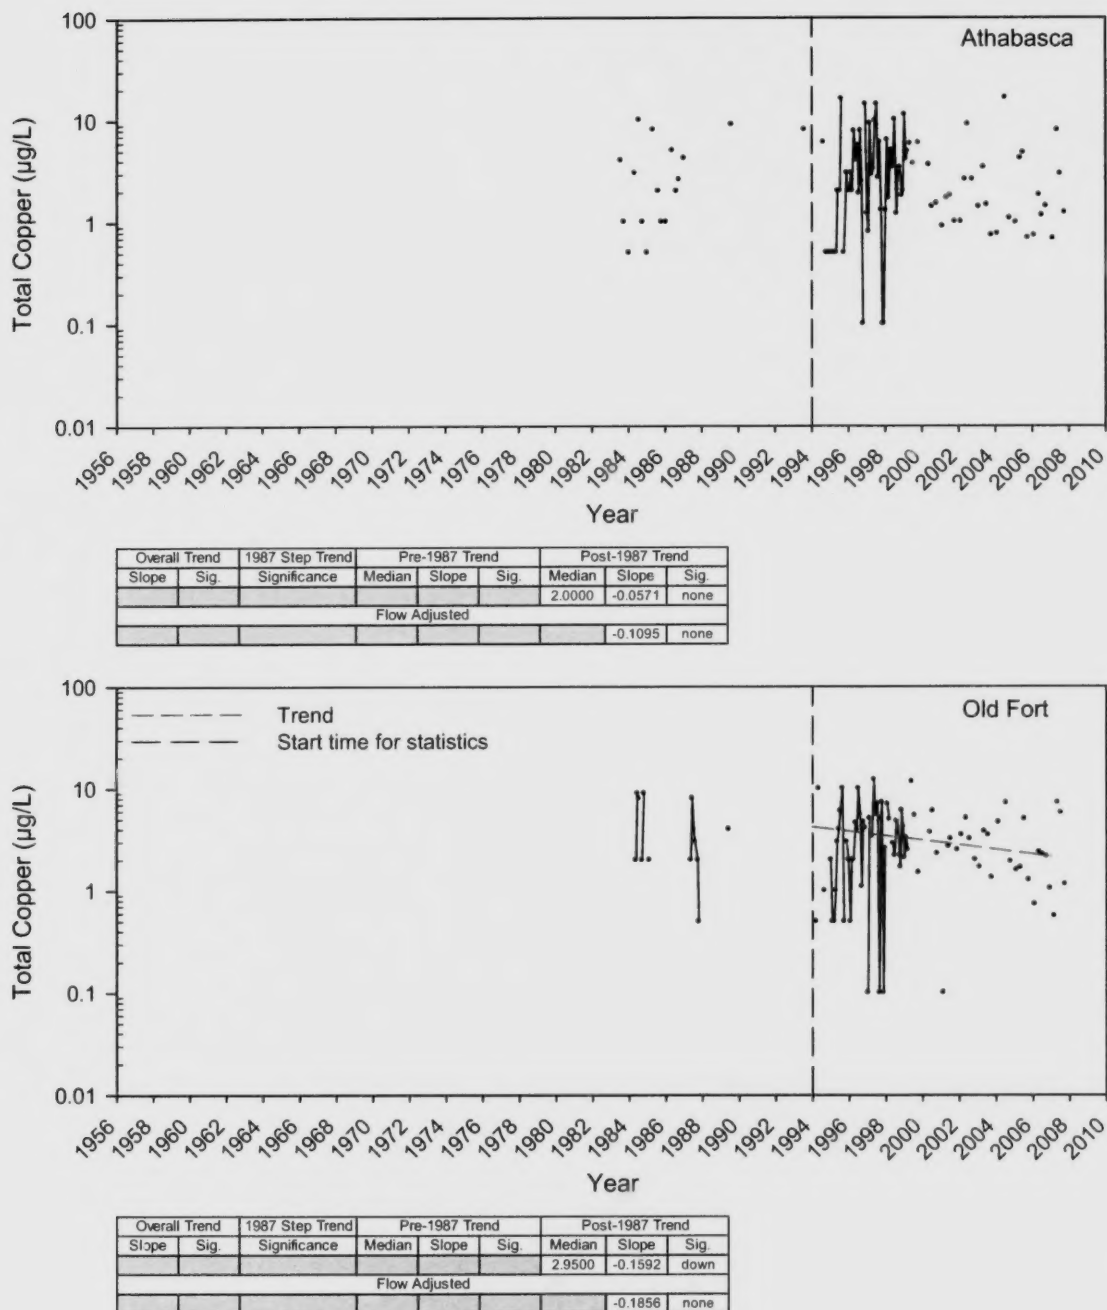 Athabasca
100
10
1
0.1
0.01
Total Copper (µg/L)
1956 1958 1960 1962 1964 1966 1968 1970 1972 1974 1976 1978 1980 1982 1984 1986 1988 1990 1992 1994 1996 1998 2000 2002 2004 2006 2008 2010
Year
Overall Trend 1987 Step Trend Pre-1987 Trend Post-1987 Trend
Slope Sig. Significance Median Slope Sig. Median Slope Sig.
2.0000 -0.0571 none
Flow Adjusted
-0.1095 none
Old Fort
Trend
Start time for statistics
100
10
1
0.1
0.01
Total Copper (µg/L)
1956 1958 1960 1962 1964 1966 1968 1970 1972 1974 1976 1978 1980 1982 1984 1986 1988 1990 1992 1994 1996 1998 2000 2002 2004 2006 2008 2010
Year
Overall Trend 1987 Step Trend Pre-1987 Trend Post-1987 Trend
Slope Sig. Significance Median Slope Sig. Median Slope Sig.
2.9500 -0.1592 down
Flow Adjusted
-0.1856 none